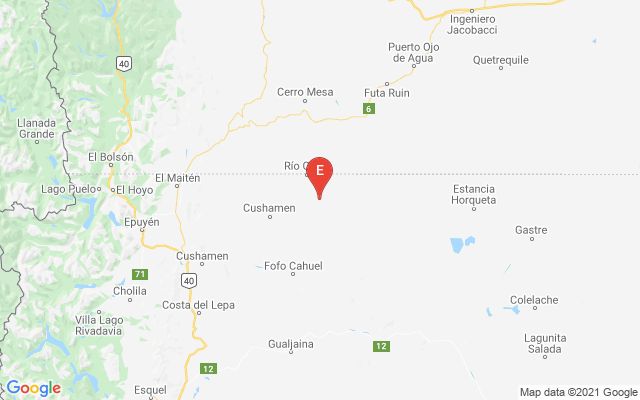 Ingeniero
Jacobacci
Puerto Ojo
de Agua
Quetrequile
40
Futa Ruin
Cerro Mesa
6
Llanada
Grande
El Bolsón
Río
E
El Maitén
Lago Puelo
El Hoyo
Estancia
Horqueta
Cushamen
Epuyén
Gastre
Cushamen
Fofo Cahuel
71
40
Cholila
Costa del Lepa
Colelache
Villa Lago
Rivadavia
Gualjaina
12
Lagunita
Salada
12
Esquel
Google
Map data ©2021 Google